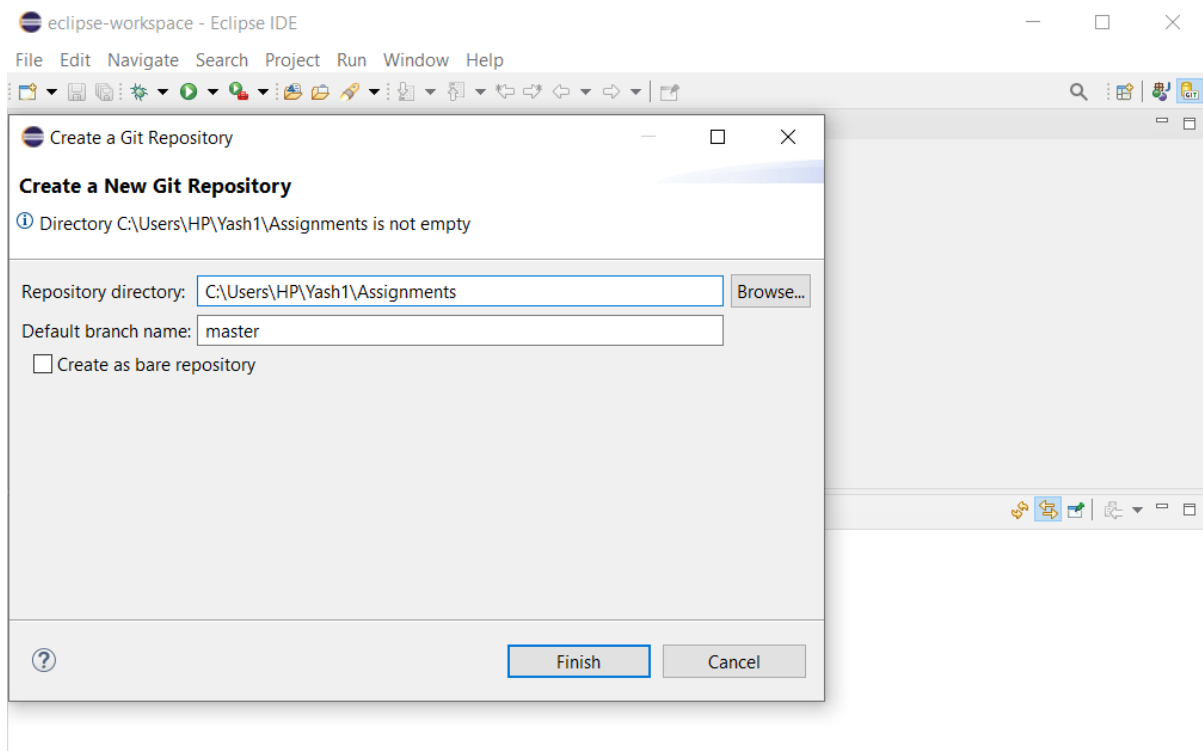 eclipse-workspace - Eclipse IDE
File Edit Navigate Search Project Run Window Help
GIT
Create a Git Repository
Create a New Git Repository
Directory C:\Users\HP\Yash1\Assignments is not empty
Repository directory: C:\Users\HP\Yash1\Assignments Browse...
Default branch name: master
Create as bare repository
Finish Cancel